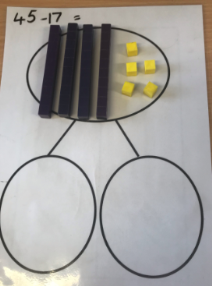 45-17 =